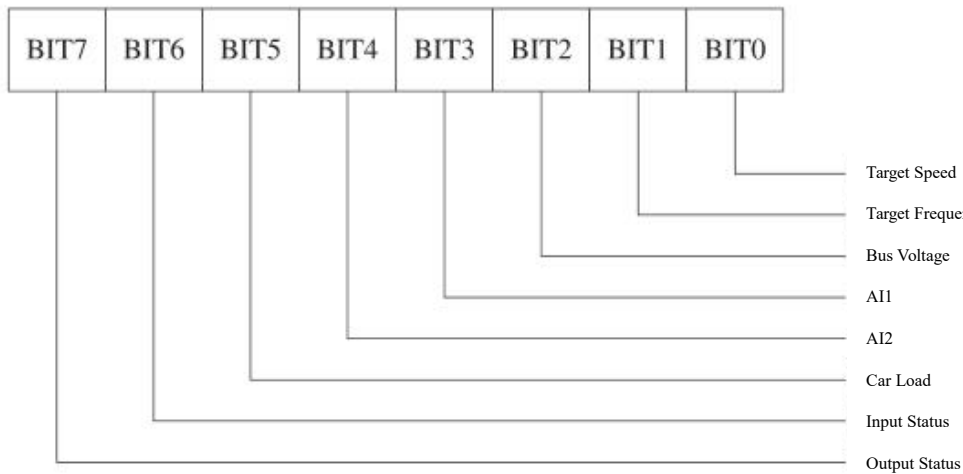 BIT7 BIT6 BIT5 BIT4 BIT3 BIT2 BIT1 BIT0
Target Speed
Target Freque
Bus Voltage
AI1
AI2
Car Load
Input Status
Output Status